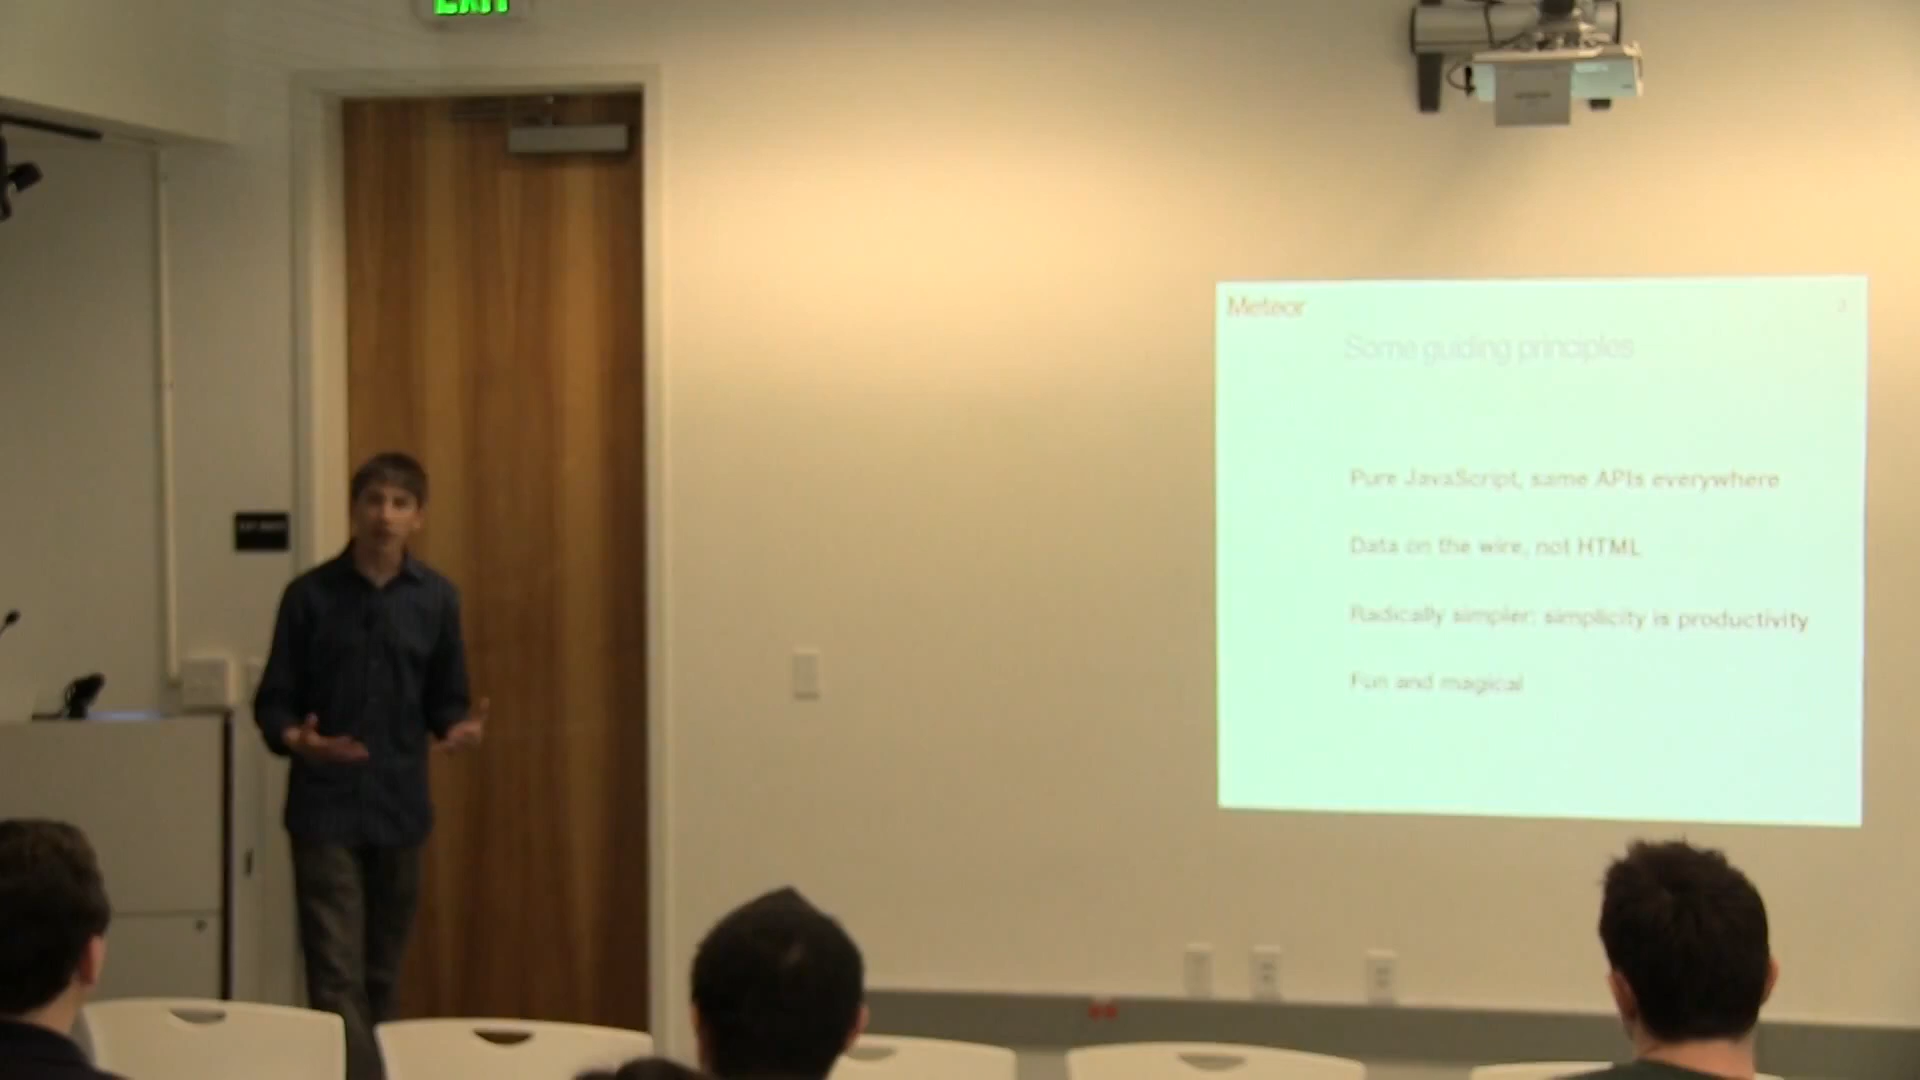 EXIT
Meteor
Some guiding principles
Pure JavaScript, same APIs everywhere
Data on the wire, not HTML
Radically simpler: simplicity is productivity
Fun and magical